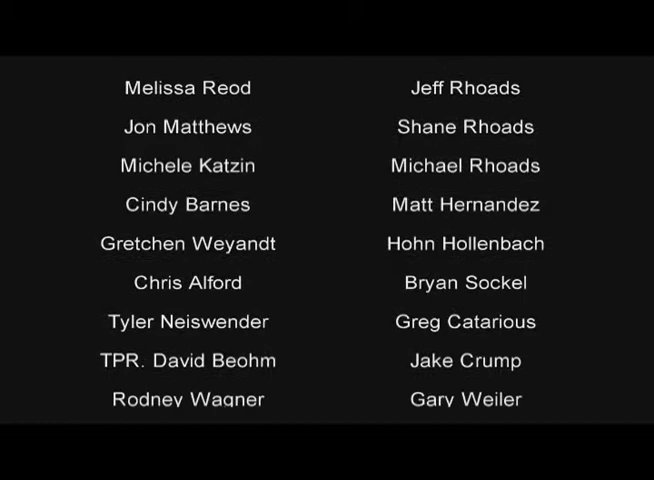 Melissa Reod Jeff Rhoads
Jon Matthews Shane Rhoads
Michele Katzin Michael Rhoads
Cindy Barnes Matt Hernandez
Gretchen Weyandt Hohn Hollenbach
Chris Alford Bryan Sockel
Tyler Neiswender Greg Catarious
TPR. David Beohm Jake Crump
Rodney Wagner Gary Weiler